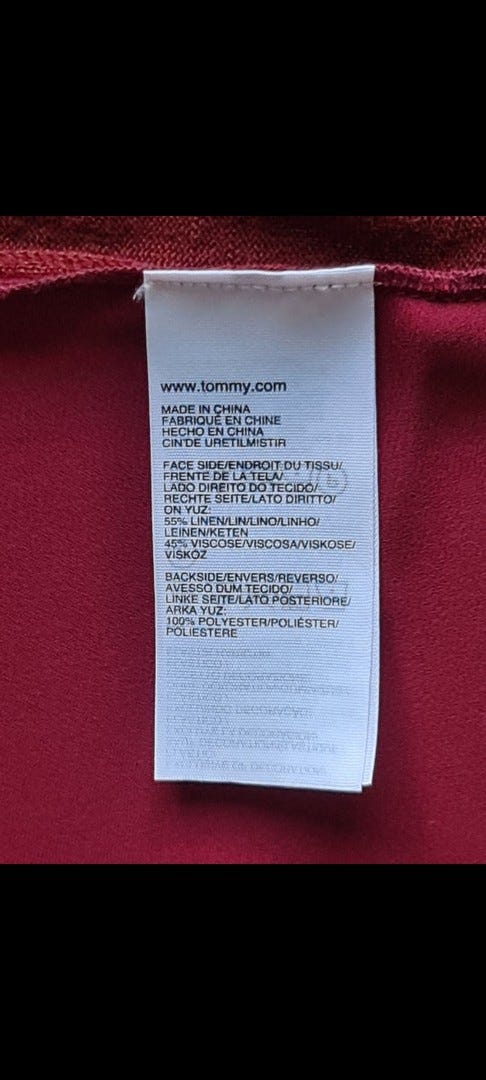 www.tommy.com
MADE IN CHINA
FABRIQUÉ EN CHINE
HECHO EN CHINA
CIN'DE URETILMISTIR
FACE SIDE/ENDROIT DU TISSU/
FRENTE DE LA TELA/
LADO DIREITO DO TECIDO/
RECHTE SEITE/LATO DIRITTO/
ON YUZ:
55% LINEN/LIN/LINO/LINHO/
LEINEN/KETEN
45% VISCOSE/VISCOSA/VISKOSE/
VISKOZ
BACKSIDE/ENVERS/REVERSO/
AVESSO DUM TECIDO/
LINKE SEITE/LATO POSTERIORE/
ARKA YUZ:
100% POLYESTER/POLIÉSTER/
POLIESTERE